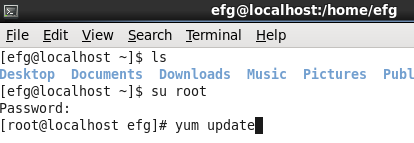 efg@localhost:/home/efg
File Edit View Search Terminal Help
[efg@localhost ~]$ ls
Desktop Documents Downloads Music Pictures Publ
[efg@localhost ~]$ su root
Password:
[root@localhost efg]# yum update